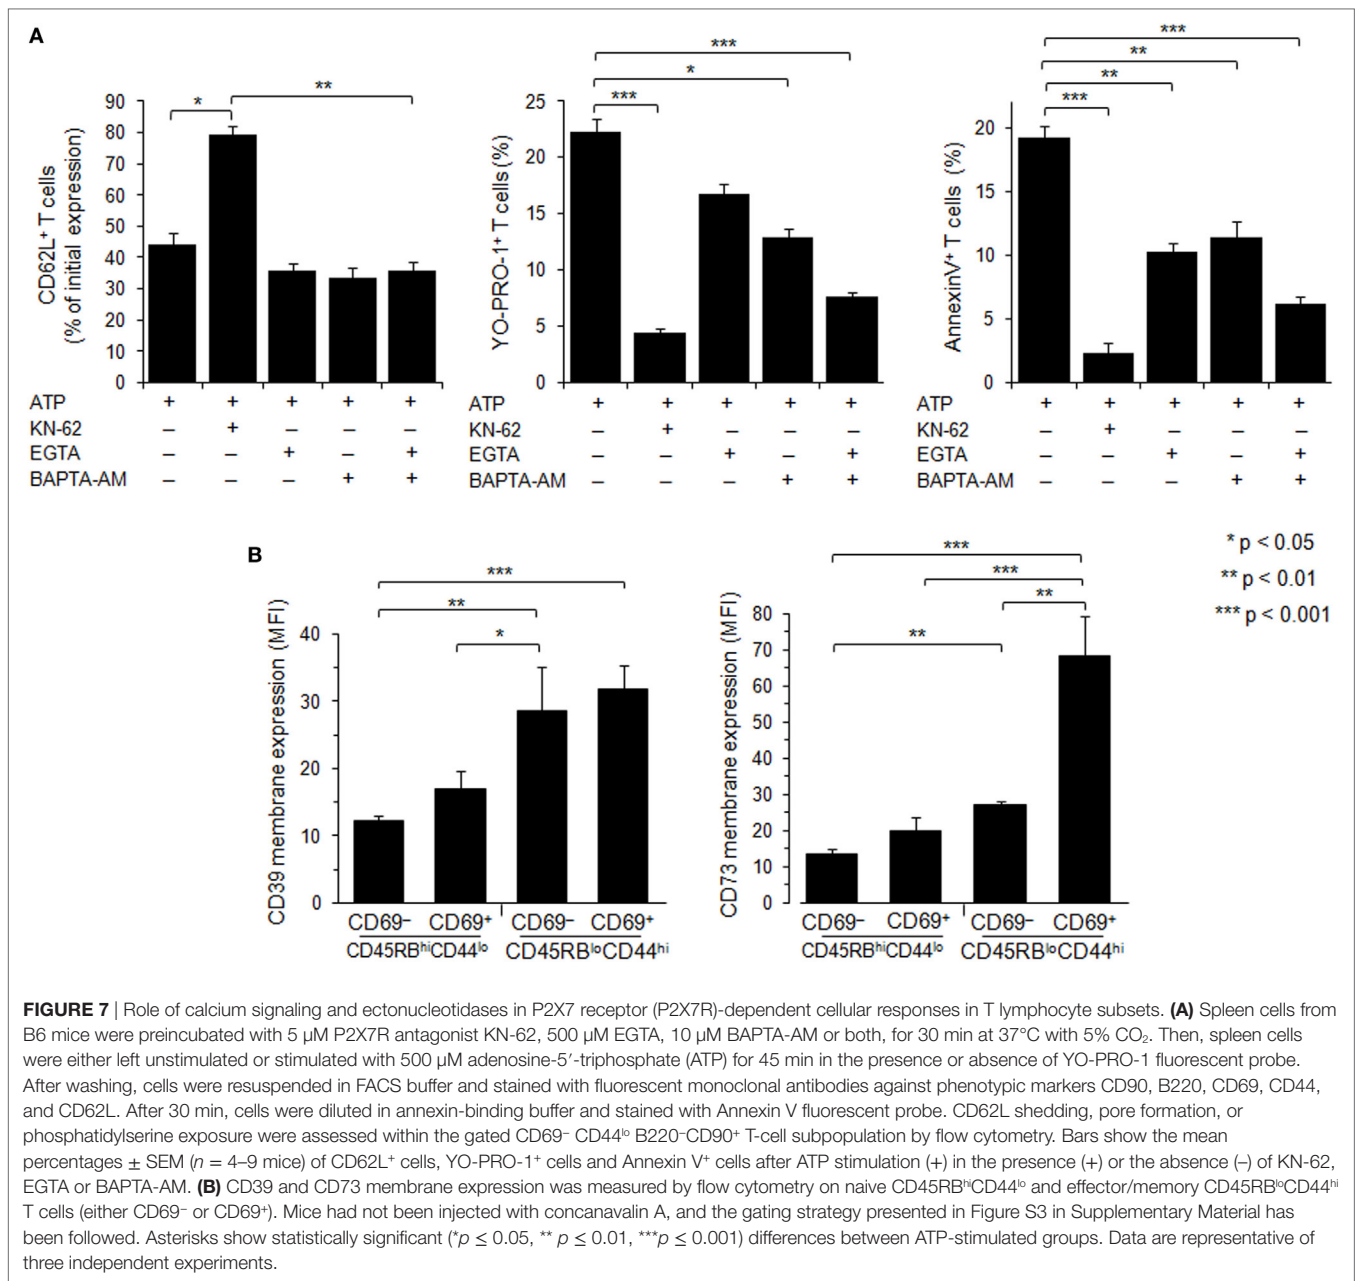 A
***
***
*
**
**
*
**
***
***
CD62L⁺ T cells
(% of initial expression)
90
80
70
60
50
40
30
20
10
0
YO-PRO-1⁺ T cells (%)
25
20
15
10
5
0
AnnexinV⁺ T cells (%)
20
15
10
5
0
ATP + + + + +
KN-62 – + – – –
EGTA – – + – +
BAPTA-AM – – – + +
ATP + + + + +
KN-62 – + – – –
EGTA – – + – +
BAPTA-AM – – – + +
ATP + + + + +
KN-62 – + – – –
EGTA – – + – +
BAPTA-AM – – – + +
* p < 0.05
** p < 0.01
*** p < 0.001
B
***
**
*
CD39 membrane expression (MFI)
40
30
20
10
0
CD69⁻ CD69⁺ CD69⁻ CD69⁺
CD45RBʰⁱCD44ˡᵒ CD45RBˡᵒCD44ʰⁱ
***
***
**
**
CD73 membrane expression (MFI)
80
70
60
50
40
30
20
10
0
CD69⁻ CD69⁺ CD69⁻ CD69⁺
CD45RBʰⁱCD44ˡᵒ CD45RBˡᵒCD44ʰⁱ
FIGURE 7 | Role of calcium signaling and ectonucleotidases in P2X7 receptor (P2X7R)-dependent cellular responses in T lymphocyte subsets. (A) Spleen cells from
B6 mice were preincubated with 5 µM P2X7R antagonist KN-62, 500 µM EGTA, 10 µM BAPTA-AM or both, for 30 min at 37°C with 5% CO₂. Then, spleen cells
were either left unstimulated or stimulated with 500 µM adenosine-5′-triphosphate (ATP) for 45 min in the presence or absence of YO-PRO-1 fluorescent probe.
After washing, cells were resuspended in FACS buffer and stained with fluorescent monoclonal antibodies against phenotypic markers CD90, B220, CD69, CD44,
and CD62L. After 30 min, cells were diluted in annexin-binding buffer and stained with Annexin V fluorescent probe. CD62L shedding, pore formation, or
phosphatidylserine exposure were assessed within the gated CD69⁻ CD44ˡᵒ B220⁻CD90⁺ T-cell subpopulation by flow cytometry. Bars show the mean
percentages ± SEM (n = 4–9 mice) of CD62L⁺ cells, YO-PRO-1⁺ cells and Annexin V⁺ cells after ATP stimulation (+) in the presence (+) or the absence (–) of KN-62,
EGTA or BAPTA-AM. (B) CD39 and CD73 membrane expression was measured by flow cytometry on naive CD45RBʰⁱCD44ˡᵒ and effector/memory CD45RBˡᵒCD44ʰⁱ
T cells (either CD69⁻ or CD69⁺). Mice had not been injected with concanavalin A, and the gating strategy presented in Figure S3 in Supplementary Material has
been followed. Asterisks show statistically significant (*p ≤ 0.05, ** p ≤ 0.01, ***p ≤ 0.001) differences between ATP-stimulated groups. Data are representative of
three independent experiments.